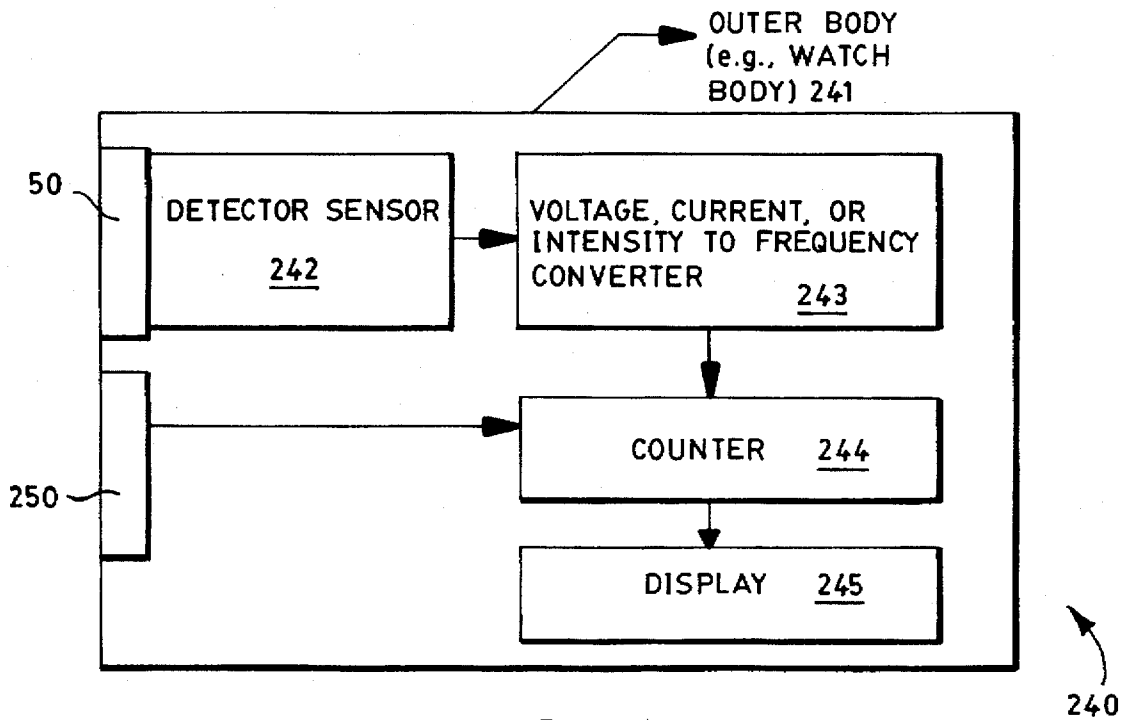 OUTER BODY
(e.g., WATCH
BODY) 241
50
DETECTOR SENSOR
242
VOLTAGE, CURRENT, OR
INTENSITY TO FREQUENCY
CONVERTER
243
COUNTER 244
250
DISPLAY 245
240